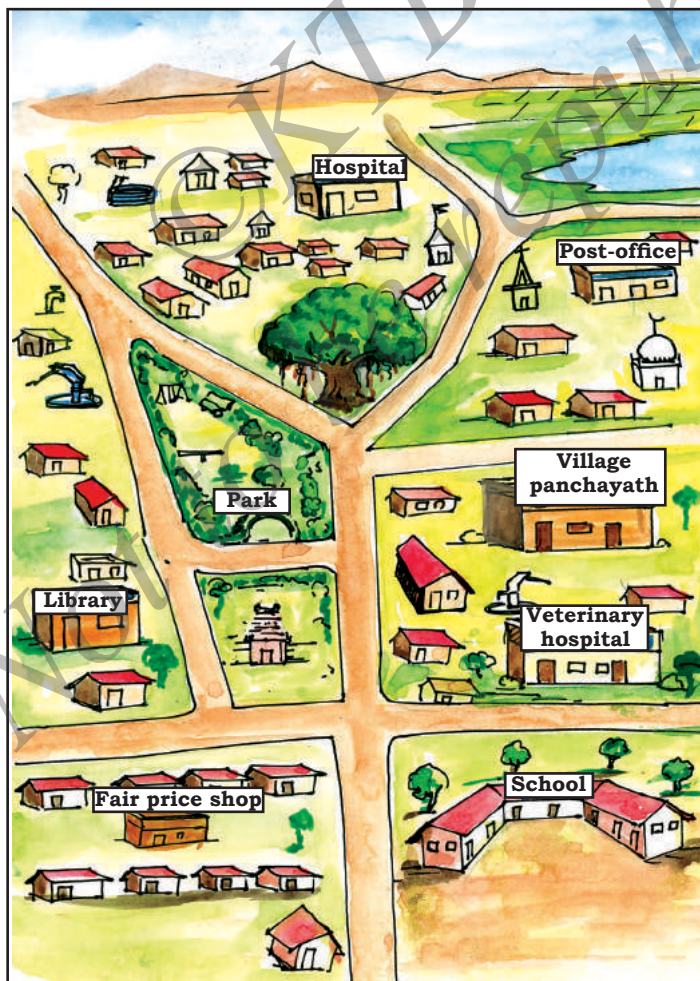 Hospital
Post-office
Village
panchayath
Park
Library
Veterinary
hospital
School
Fair price shop